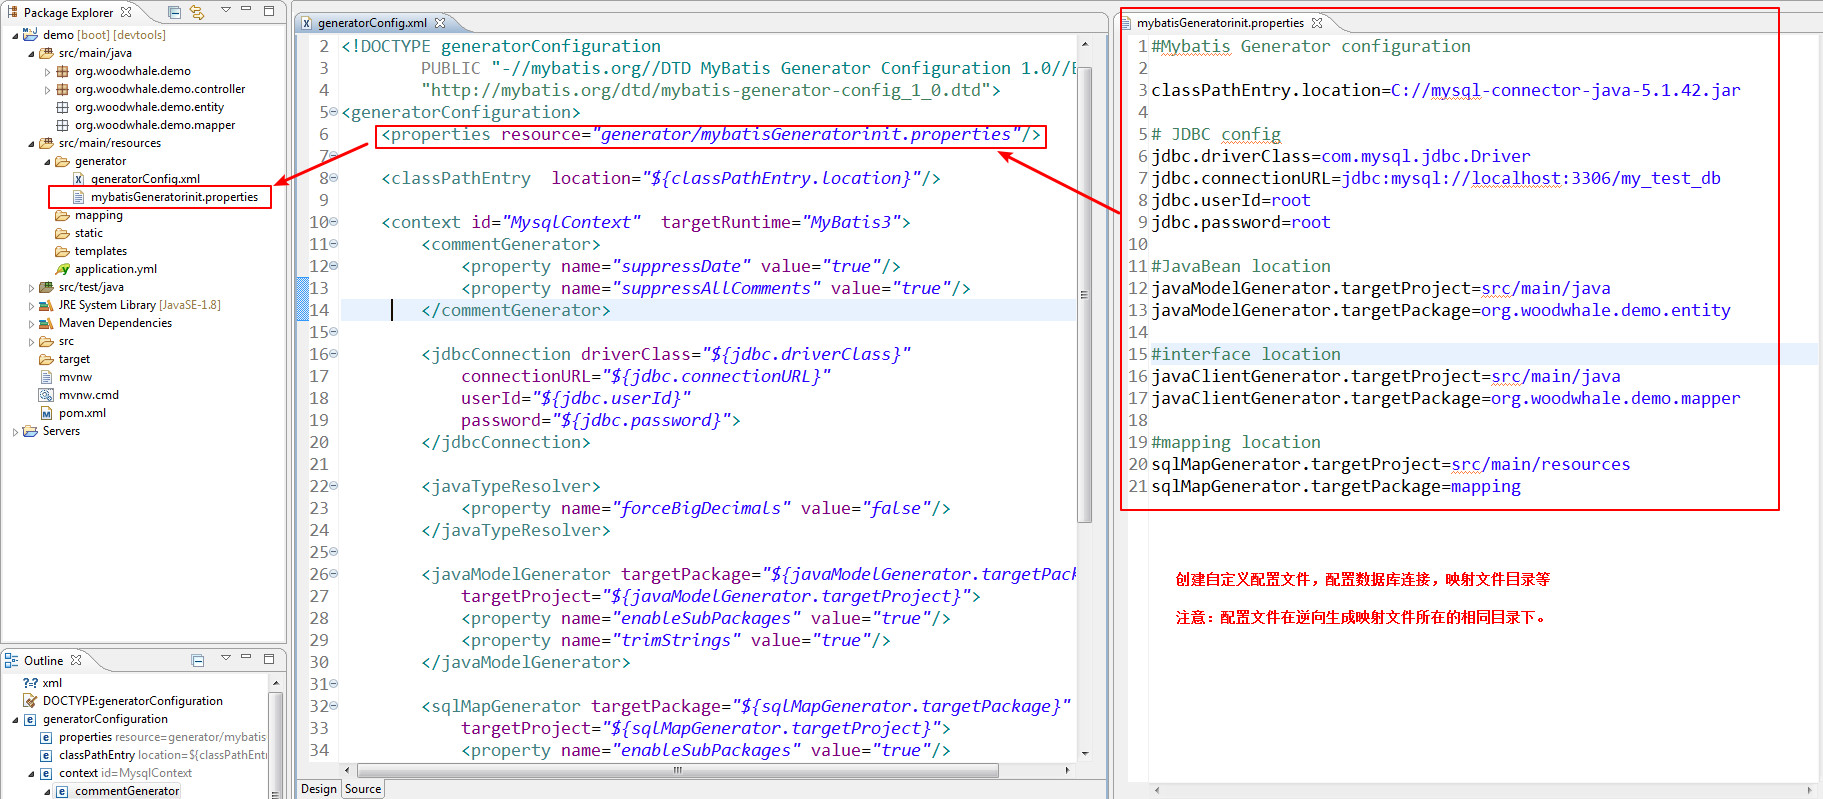 Package Explorer
demo [boot] [devtools]
src/main/java
org.woodwhale.demo
org.woodwhale.demo.controller
org.woodwhale.demo.entity
org.woodwhale.demo.mapper
src/main/resources
generator
generatorConfig.xml
mybatisGeneratorinit.properties
mapping
static
templates
application.yml
src/test/java
JRE System Library [JavaSE-1.8]
Maven Dependencies
src
target
mvnw
mvnw.cmd
pom.xml
Servers
Outline
xml
DOCTYPE:generatorConfiguration
generatorConfiguration
properties resource=generator/mybatis
classPathEntry location=${classPathEnt
context id=MysqlContext
commentGenerator
generatorConfig.xml
2 <!DOCTYPE generatorConfiguration
3 PUBLIC "-//mybatis.org//DTD MyBatis Generator Configuration 1.0//E
4 "http://mybatis.org/dtd/mybatis-generator-config_1_0.dtd">
5 <generatorConfiguration>
6 <properties resource="generator/mybatisGeneratorinit.properties"/>
7
8 <classPathEntry location="${classPathEntry.location}"/>
9
10 <context id="MysqlContext" targetRuntime="MyBatis3">
11 <commentGenerator>
12 <property name="suppressDate" value="true"/>
13 <property name="suppressAllComments" value="true"/>
14 </commentGenerator>
15
16 <jdbcConnection driverClass="${jdbc.driverClass}"
17 connectionURL="${jdbc.connectionURL}"
18 userId="${jdbc.userId}"
19 password="${jdbc.password}">
20 </jdbcConnection>
21
22 <javaTypeResolver>
23 <property name="forceBigDecimals" value="false"/>
24 </javaTypeResolver>
25
26 <javaModelGenerator targetPackage="${javaModelGenerator.targetPack
27 targetProject="${javaModelGenerator.targetProject}">
28 <property name="enableSubPackages" value="true"/>
29 <property name="trimStrings" value="true"/>
30 </javaModelGenerator>
31
32 <sqlMapGenerator targetPackage="${sqlMapGenerator.targetPackage}"
33 targetProject="${sqlMapGenerator.targetProject}">
34 <property name="enableSubPackages" value="true"/>
Design Source
mybatisGeneratorinit.properties
1 #Mybatis Generator configuration
2
3 classPathEntry.location=C://mysql-connector-java-5.1.42.jar
4
5 # JDBC config
6 jdbc.driverClass=com.mysql.jdbc.Driver
7 jdbc.connectionURL=jdbc:mysql://localhost:3306/my_test_db
8 jdbc.userId=root
9 jdbc.password=root
10
11 #JavaBean location
12 javaModelGenerator.targetProject=src/main/java
13 javaModelGenerator.targetPackage=org.woodwhale.demo.entity
14
15 #interface location
16 javaClientGenerator.targetProject=src/main/java
17 javaClientGenerator.targetPackage=org.woodwhale.demo.mapper
18
19 #mapping location
20 sqlMapGenerator.targetProject=src/main/resources
21 sqlMapGenerator.targetPackage=mapping
创建自定义配置文件，配置数据库连接，映射文件目录等
注意：配置文件在逆向生成映射文件所在的相同目录下。